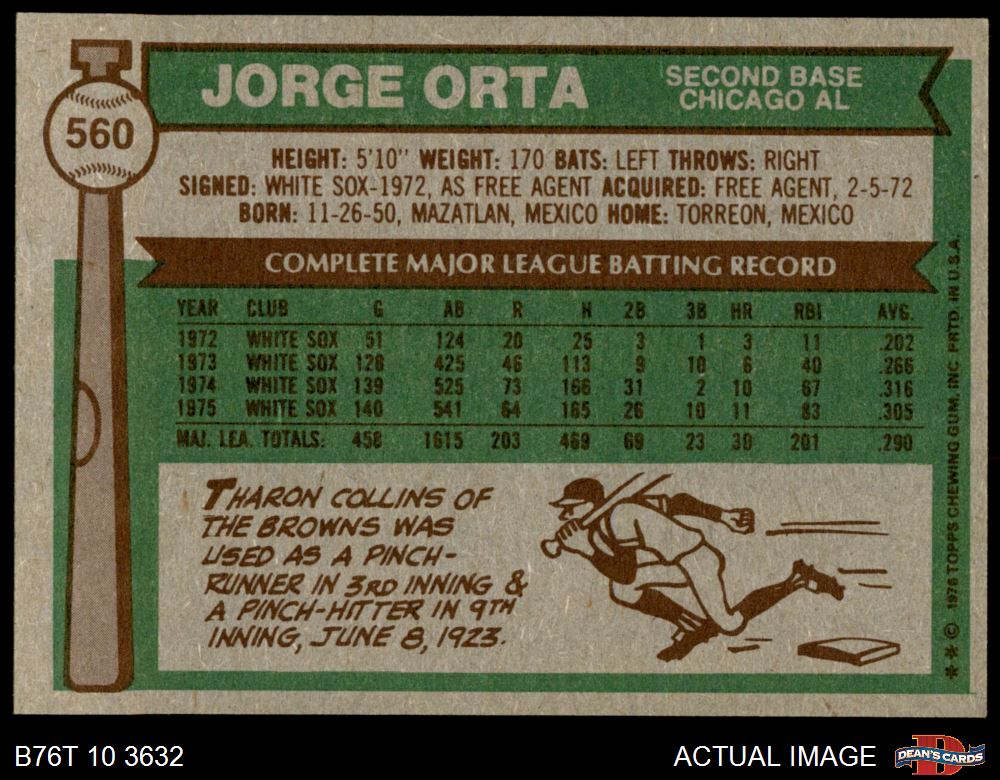 560
JORGE ORTA
SECOND BASE
CHICAGO AL
HEIGHT: 5'10" WEIGHT: 170 BATS: LEFT THROWS: RIGHT
SIGNED: WHITE SOX-1972, AS FREE AGENT ACQUIRED: FREE AGENT, 2-5-72
BORN: 11-26-50, MAZATLAN, MEXICO HOME: TORREON, MEXICO
COMPLETE MAJOR LEAGUE BATTING RECORD
YEAR CLUB G AB R H 2B 3B HR RBI AVG.
1972 WHITE SOX 51 124 20 25 3 1 3 11 .202
1973 WHITE SOX 128 425 46 113 9 10 6 40 .266
1974 WHITE SOX 139 525 73 166 31 2 10 67 .316
1975 WHITE SOX 140 541 64 165 26 10 11 83 .305
MAJ. LEA. TOTALS: 458 1615 203 469 69 23 30 201 .290
THARON COLLINS OF
THE BROWNS WAS
USED AS A PINCH-
RUNNER IN 3RD INNING &
A PINCH-HITTER IN 9TH
INNING, JUNE 8, 1923.
** © 1976 TOPPS CHEWING GUM, INC. PRTD. IN U.S.A.
B76T 10 3632
ACTUAL IMAGE
D
DEAN'S CARDS